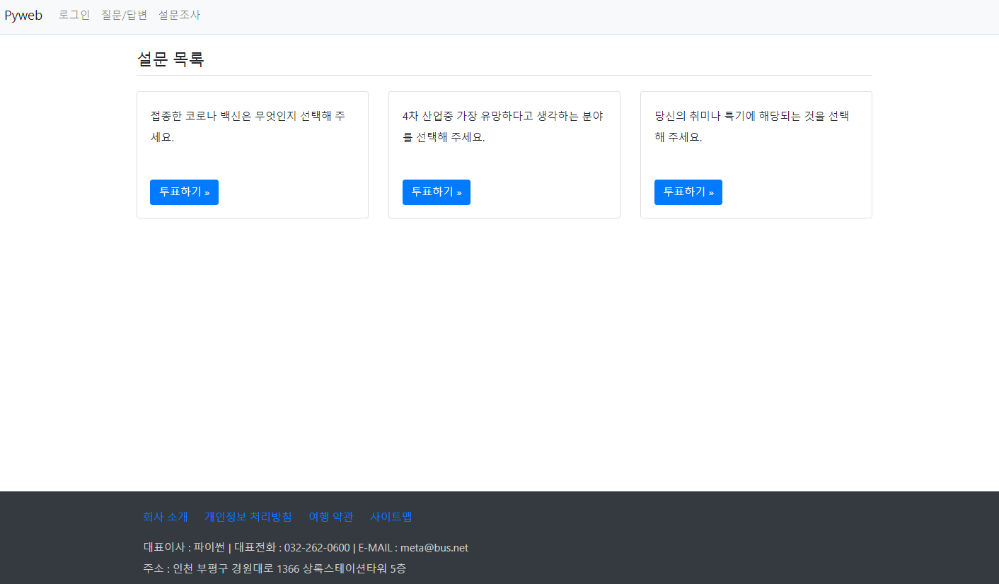 Pyweb 로그인 질문/답변 설문조사
설문 목록
접종한 코로나 백신은 무엇인지 선택해 주
세요.
투표하기 »
4차 산업중 가장 유망하다고 생각하는 분야
를 선택해 주세요.
투표하기 »
당신의 취미나 특기에 해당되는 것을 선택
해 주세요.
투표하기 »
회사 소개 개인정보 처리방침 여행 약관 사이트맵
대표이사 : 파이썬 | 대표전화 : 032-262-0600 | E-MAIL : meta@bus.net
주소 : 인천 부평구 경원대로 1366 상록스테이션타워 5층